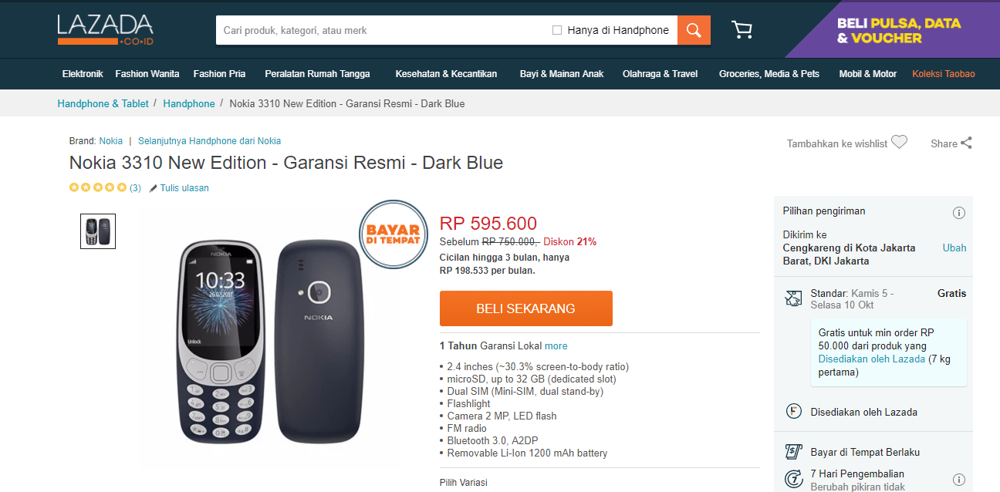 LAZADA
.CO.ID
Cari produk, kategori, atau merk
Hanya di Handphone
BELI PULSA, DATA
& VOUCHER
Elektronik Fashion Wanita Fashion Pria Peralatan Rumah Tangga Kesehatan & Kecantikan Bayi & Mainan Anak Olahraga & Travel Groceries, Media & Pets Mobil & Motor Koleksi Taobao
Handphone & Tablet / Handphone / Nokia 3310 New Edition - Garansi Resmi - Dark Blue
Brand: Nokia | Selanjutnya Handphone dari Nokia
Tambahkan ke wishlist
Share
Nokia 3310 New Edition - Garansi Resmi - Dark Blue
(3) Tulis ulasan
BAYAR
DI TEMPAT
NOKIA
10:33
20.02.2017
Unlock
NOKIA
RP 595.600
Sebelum RP 750.000,- Diskon 21%
Cicilan hingga 3 bulan, hanya
RP 198.533 per bulan.
BELI SEKARANG
1 Tahun Garansi Lokal more
• 2.4 inches (~30.3% screen-to-body ratio)
• microSD, up to 32 GB (dedicated slot)
• Dual SIM (Mini-SIM, dual stand-by)
• Flashlight
• Camera 2 MP, LED flash
• FM radio
• Bluetooth 3.0, A2DP
• Removable Li-Ion 1200 mAh battery
Pilih Variasi
Pilihan pengiriman
Dikirim ke
Cengkareng di Kota Jakarta
Barat, DKI Jakarta
Ubah
Standar: Kamis 5 -
Selasa 10 Okt
Gratis
Gratis untuk min order RP
50.000 dari produk yang
Disediakan oleh Lazada (7 kg
pertama)
Disediakan oleh Lazada
Bayar di Tempat Berlaku
7 Hari Pengembalian
Berubah pikiran tidak